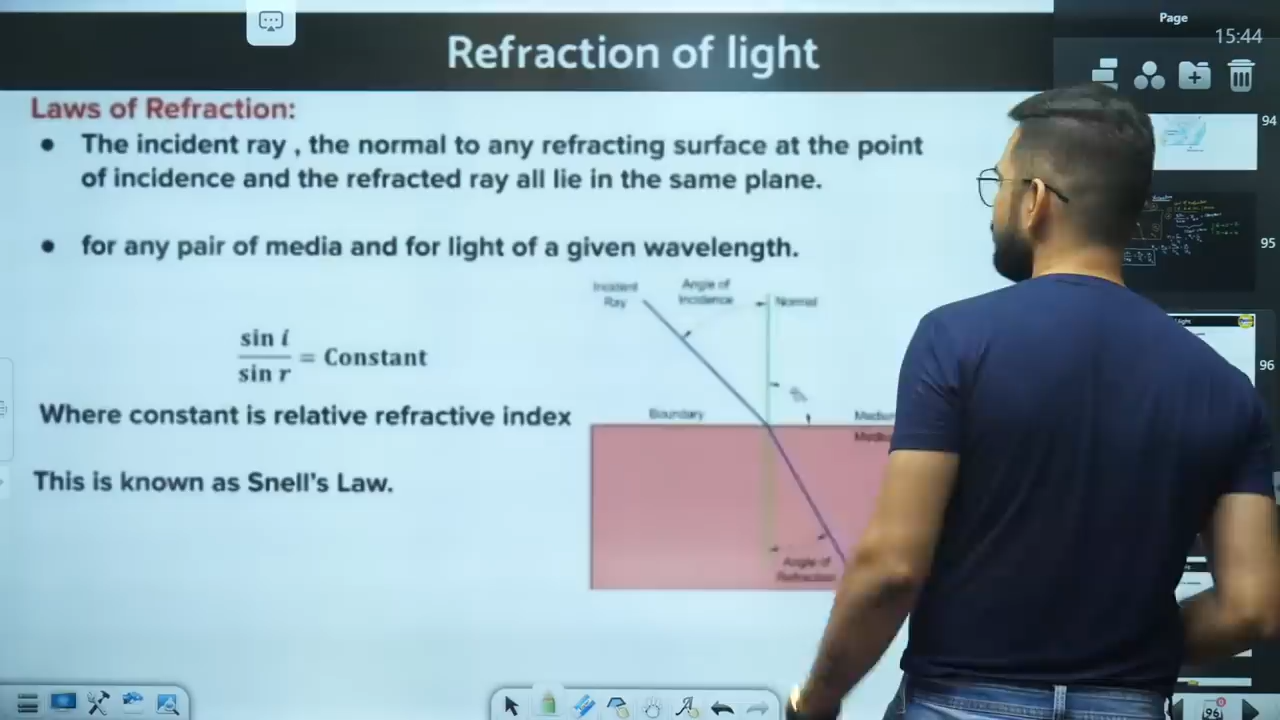 Page
15:44
Refraction of light
94
95
96
Laws of Refraction:
● The incident ray , the normal to any refracting surface at the point
of incidence and the refracted ray all lie in the same plane.
● for any pair of media and for light of a given wavelength.
sin i
sin r
= Constant
Where constant is relative refractive index
This is known as Snell's Law.
Incident
Ray
Angle of
Incidence
Normal
90°
Boundary
Angle of
Refraction
96